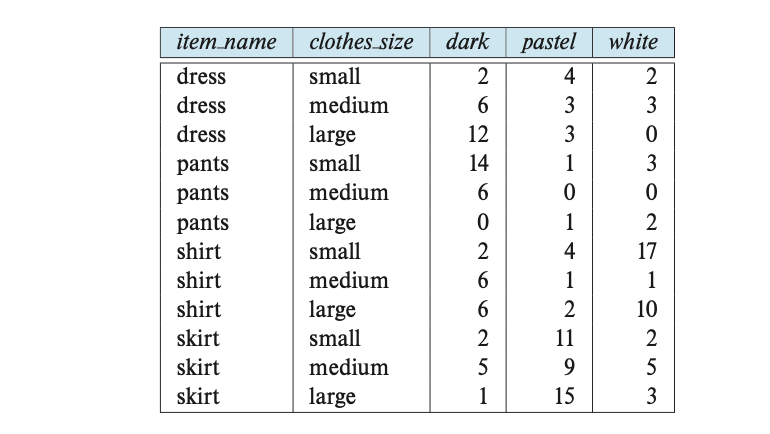 item_name clothes_size dark pastel white
dress small 2 4 2
dress medium 6 3 3
dress large 12 3 0
pants small 14 1 3
pants medium 6 0 0
pants large 0 1 2
shirt small 2 4 17
shirt medium 6 1 1
shirt large 6 2 10
skirt small 2 11 2
skirt medium 5 9 5
skirt large 1 15 3